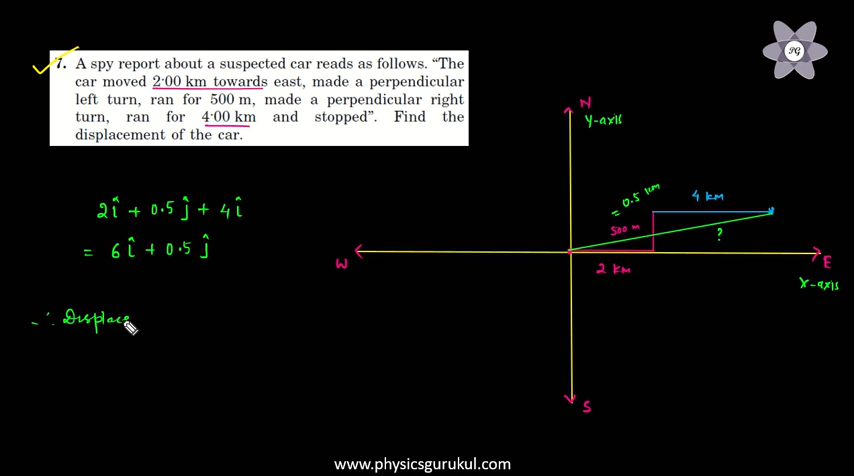 PG
7. A spy report about a suspected car reads as follows. "The
car moved 2·00 km towards east, made a perpendicular
left turn, ran for 500 m, made a perpendicular right
turn, ran for 4·00 km and stopped". Find the
displacement of the car.
N
Y-axis
2î + 0.5 ĵ + 4î
= 6 î + 0.5 ĵ
∴ Displace
= 0.5 km
4 km
500 m
?
W
2 km
E
X-axis
S
www.physicsgurukul.com